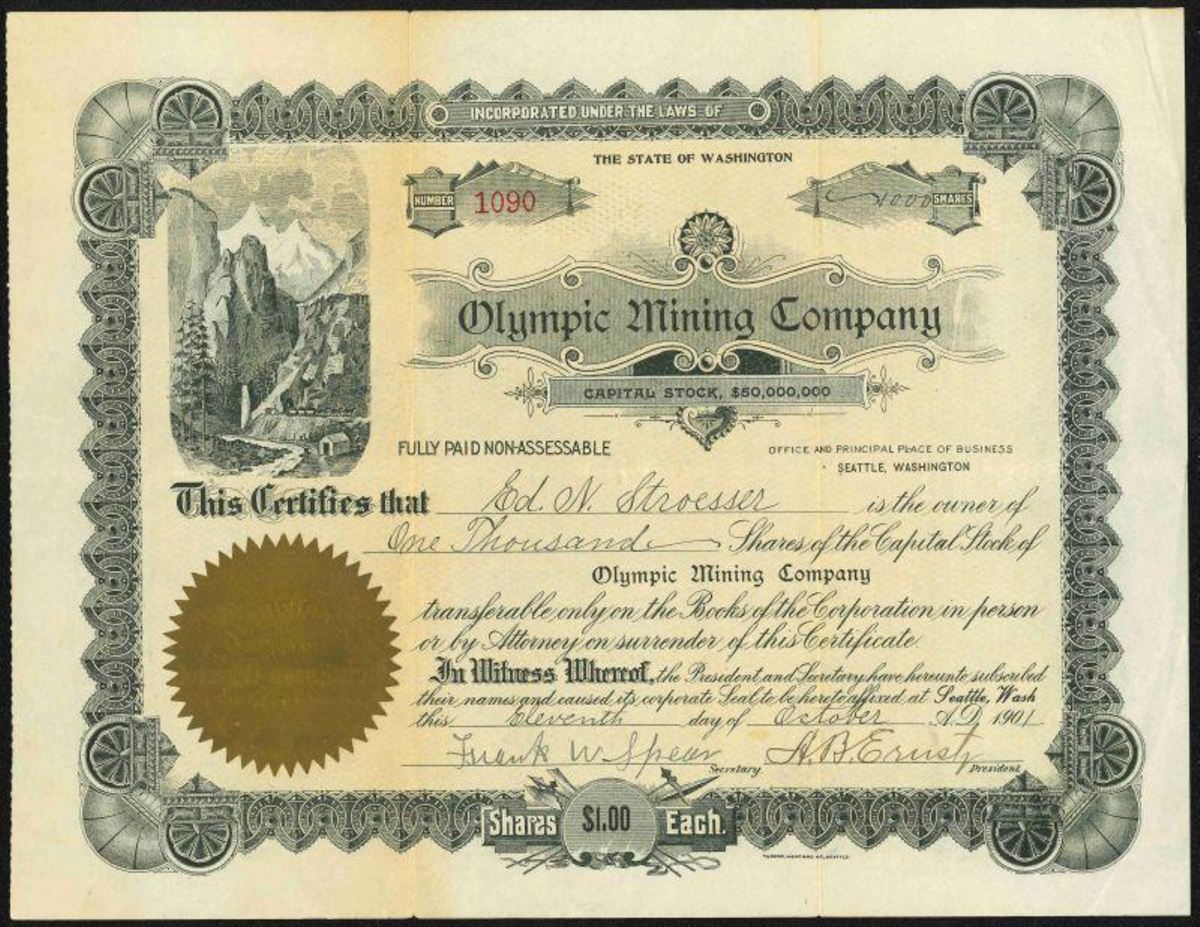 INCORPORATED UNDER THE LAWS OF
THE STATE OF WASHINGTON
NUMBER 1090
1000 SHARES
Olympic Mining Company
CAPITAL STOCK, $50,000,000
FULLY PAID NON-ASSESSABLE
OFFICE AND PRINCIPAL PLACE OF BUSINESS
SEATTLE, WASHINGTON
This Certifies that Ed. N. Stroesser is the owner of
One Thousand Shares of the Capital Stock of
Olympic Mining Company
transferable only on the Books of the Corporation in person
or by Attorney on surrender of this Certificate.
In Witness Whereof, the President and Secretary have hereunto subscribed
their names and caused its corporate Seal to be hereto affixed at Seattle, Wash
this Eleventh day of October A.D. 1901
Frank W. Spear Secretary H.B. Ernst President
Shares $1.00 Each.